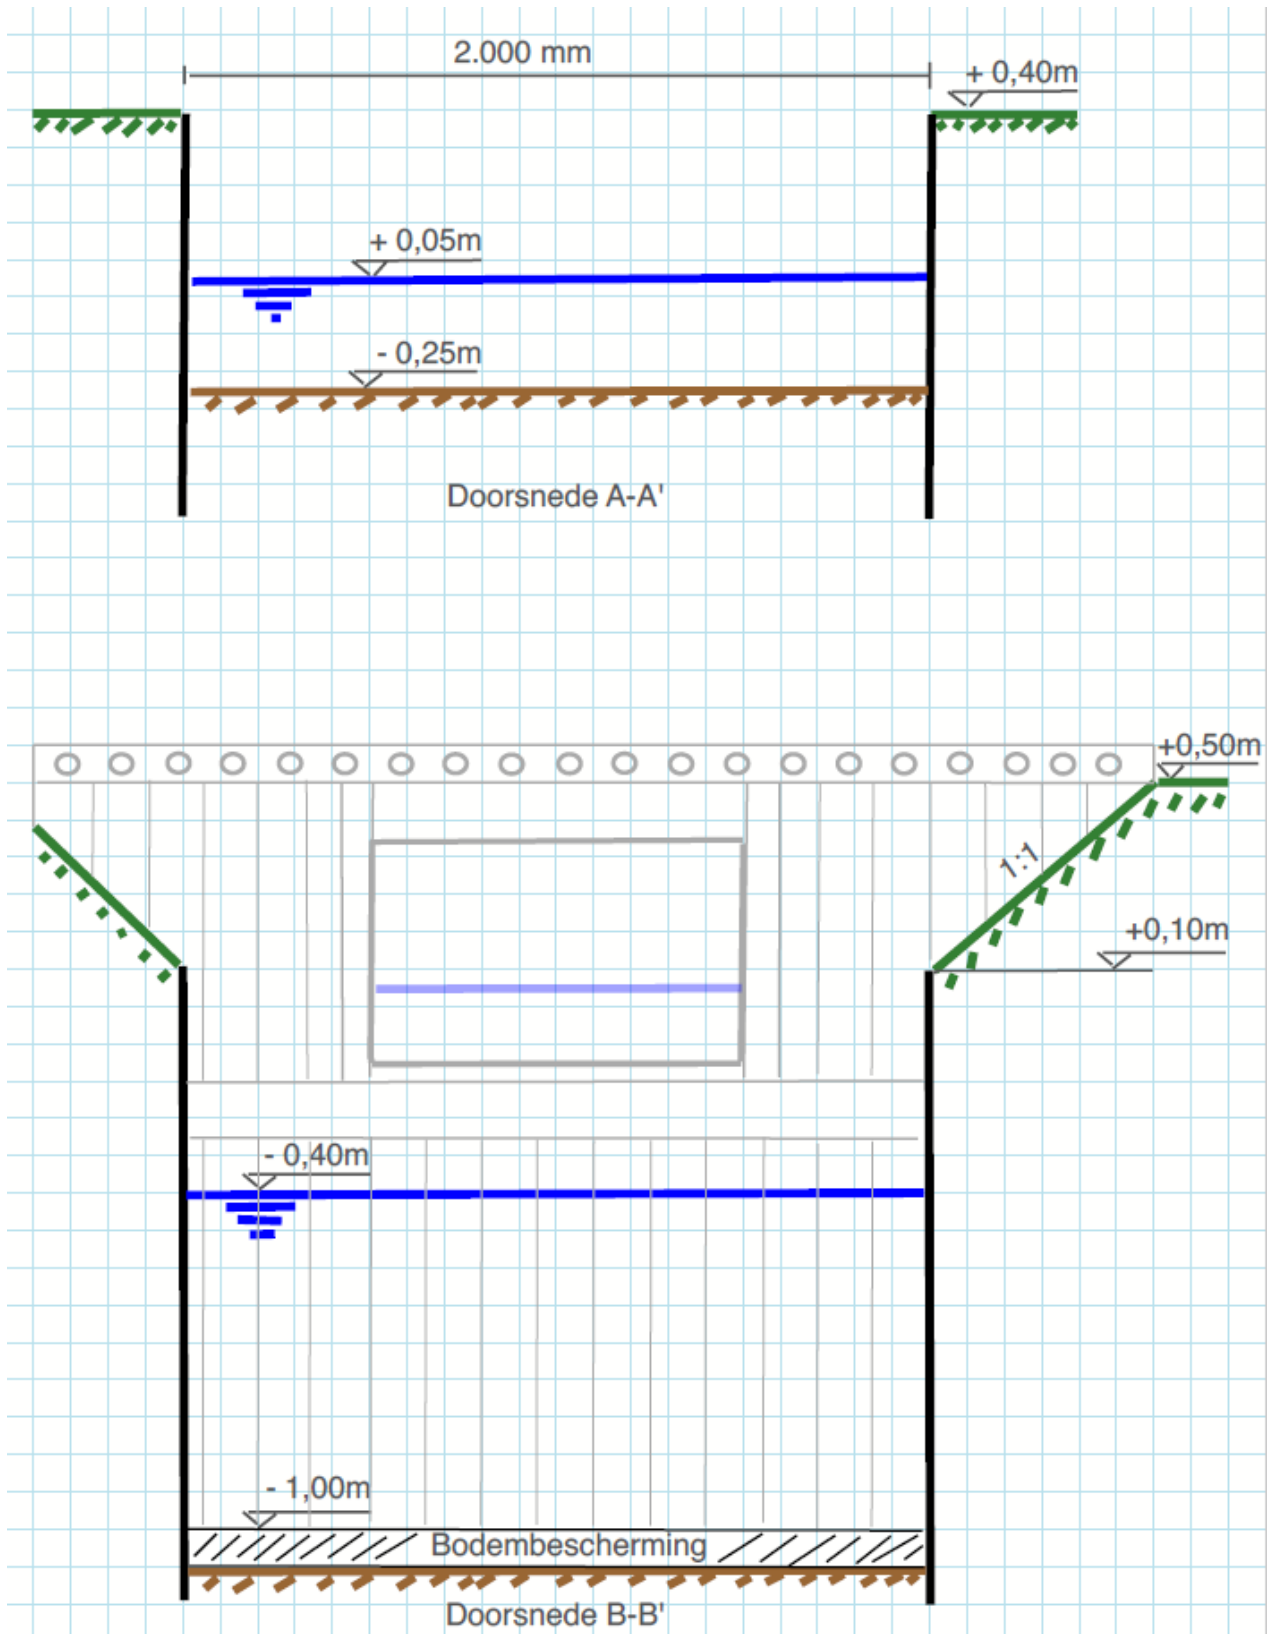 2.000 mm
+ 0,40m
+ 0,05m
- 0,25m
Doorsnede A-A'
+0,50m
1:1
+0,10m
- 0,40m
- 1,00m
Bodembescherming
Doorsnede B-B'